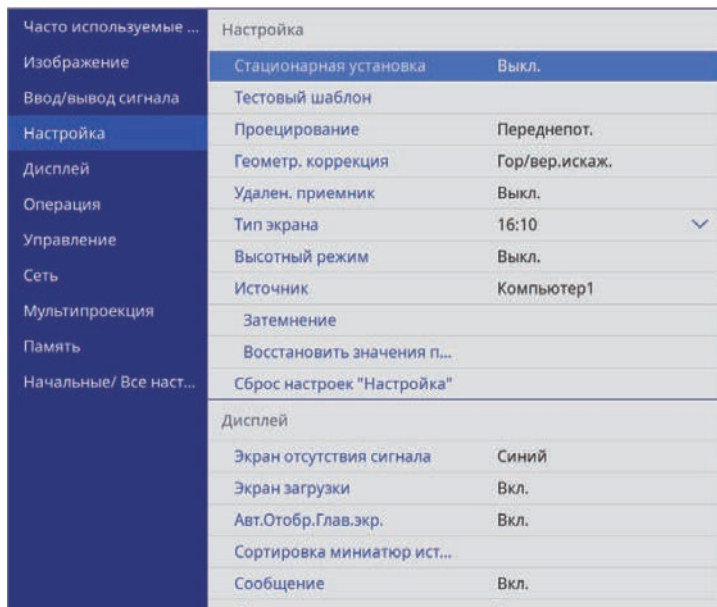 Часто используемые ...
Изображение
Ввод/вывод сигнала
Настройка
Дисплей
Операция
Управление
Сеть
Мультипроекция
Память
Начальные/ Все наст...
Настройка
Стационарная установка Выкл.
Тестовый шаблон
Проецирование Переднепот.
Геометр. коррекция Гор/вер.искаж.
Удален. приемник Выкл.
Тип экрана 16:10
Высотный режим Выкл.
Источник Компьютер1
Затемнение
Восстановить значения п...
Сброс настроек "Настройка"
Дисплей
Экран отсутствия сигнала Синий
Экран загрузки Вкл.
Авт.Отобр.Глав.экр. Вкл.
Сортировка миниатюр ист...
Сообщение Вкл.